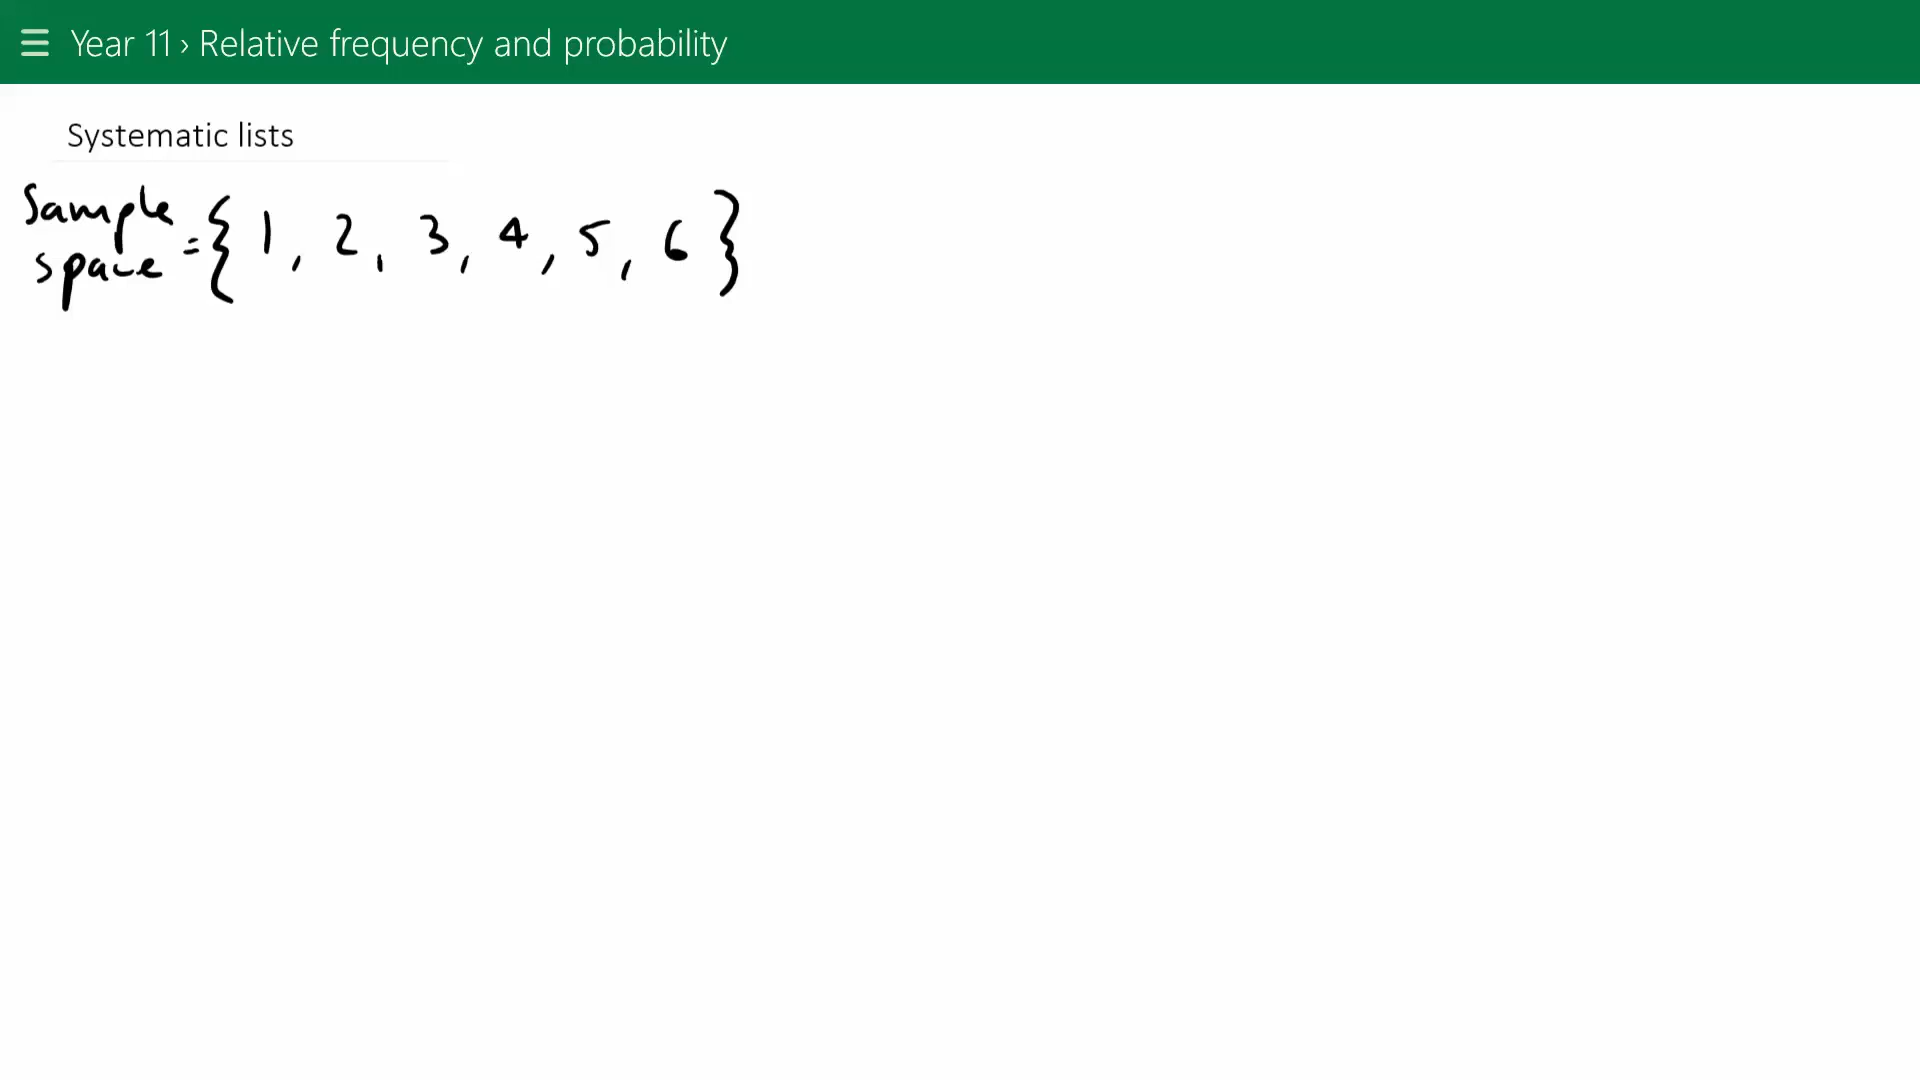 Year 11 › Relative frequency and probability
Systematic lists
Sample
space = { 1, 2, 3, 4, 5, 6 }